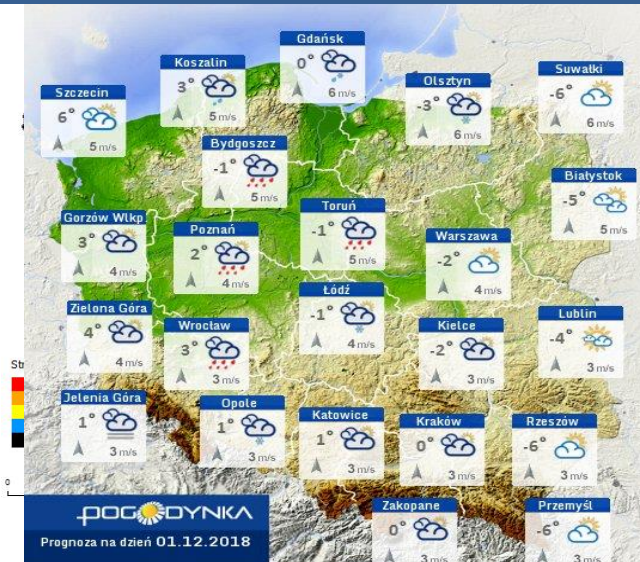 Gdańsk
0°
6 m/s
Koszalin
3°
5 m/s
Suwałki
-6°
6 m/s
Olsztyn
-3°
6 m/s
Szczecin
6°
5 m/s
Bydgoszcz
-1°
5 m/s
Białystok
-5°
5 m/s
Toruń
-1°
5 m/s
Gorzów Wlkp
3°
4 m/s
Poznań
2°
4 m/s
Warszawa
-2°
4 m/s
Łódź
-1°
4 m/s
Zielona Góra
4°
4 m/s
Lublin
-4°
3 m/s
Wrocław
3°
3 m/s
Kielce
-2°
3 m/s
Jelenia Góra
1°
3 m/s
Opole
1°
3 m/s
Katowice
1°
3 m/s
Kraków
0°
3 m/s
Rzeszów
-6°
3 m/s
Zakopane
0°
3 m/s
Przemyśl
-6°
3 m/s
0
POGODYNKA
Prognoza na dzień 01.12.2018